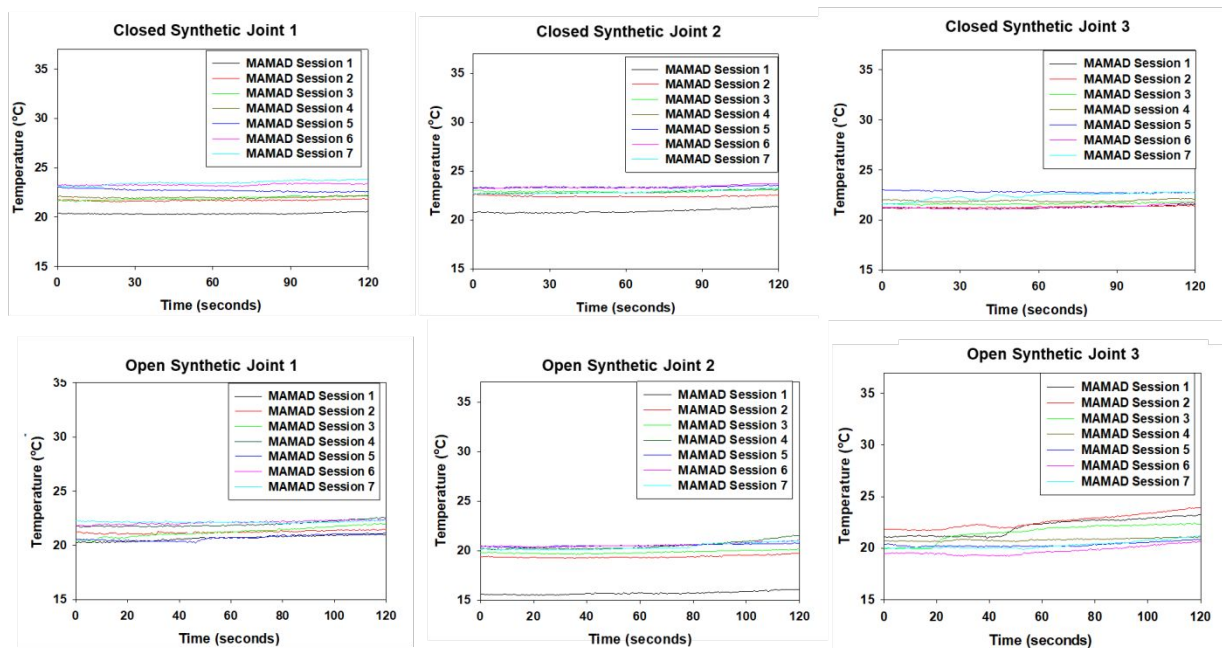 Closed Synthetic Joint 1
Temperature (°C)
35
30
25
20
15
MAMAD Session 1
MAMAD Session 2
MAMAD Session 3
MAMAD Session 4
MAMAD Session 5
MAMAD Session 6
MAMAD Session 7
0 30 60 90 120
Time (seconds)
Closed Synthetic Joint 2
Temperature (°C)
35
30
25
20
15
MAMAD Session 1
MAMAD Session 2
MAMAD Session 3
MAMAD Session 4
MAMAD Session 5
MAMAD Session 6
MAMAD Session 7
0 30 60 90 120
Time (seconds)
Closed Synthetic Joint 3
Temperature (°C)
35
30
25
20
15
MAMAD Session 1
MAMAD Session 2
MAMAD Session 3
MAMAD session 4
MAMAD Session 5
MAMAD Session 6
MAMAD Session 7
0 30 60 90 120
Time (seconds)
Open Synthetic Joint 1
Temperature (°C)
35
30
25
20
15
MAMAD Session 1
MAMAD Session 2
MAMAD Session 3
MAMAD Session 4
MAMAD Session 5
MAMAD Session 6
MAMAD Session 7
0 20 40 60 80 100 120
Time (seconds)
Open Synthetic Joint 2
Temperature (°C)
35
30
25
20
15
MAMAD Session 1
MAMAD Session 2
MAMAD Session 3
MAMAD Session 4
MAMAD Session 5
MAMAD Session 6
MAMAD Session 7
0 20 40 60 80 100 120
Time (seconds)
Open Synthetic Joint 3
Temperature (°C)
35
30
25
20
15
MAMAD Session 1
MAMAD Session 2
MAMAD Session 3
MAMAD Session 4
MAMAD Session 5
MAMAD Session 6
MAMAD Session 7
0 20 40 60 80 100 120
Time (seconds)